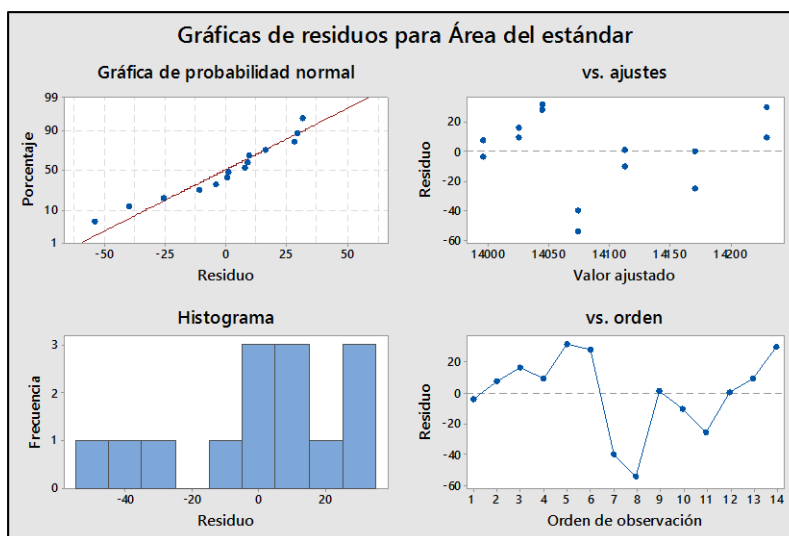 Gráficas de residuos para Área del estándar
Gráfica de probabilidad normal
99
90
50
10
1
Porcentaje
-50 -25 0 25 50
Residuo
vs. ajustes
20
0
-20
-40
-60
Residuo
14000 14050 14100 14150 14200
Valor ajustado
Histograma
3
2
1
0
Frecuencia
-40 -20 0 20
Residuo
vs. orden
20
0
-20
-40
-60
Residuo
1 2 3 4 5 6 7 8 9 10 11 12 13 14
Orden de observación